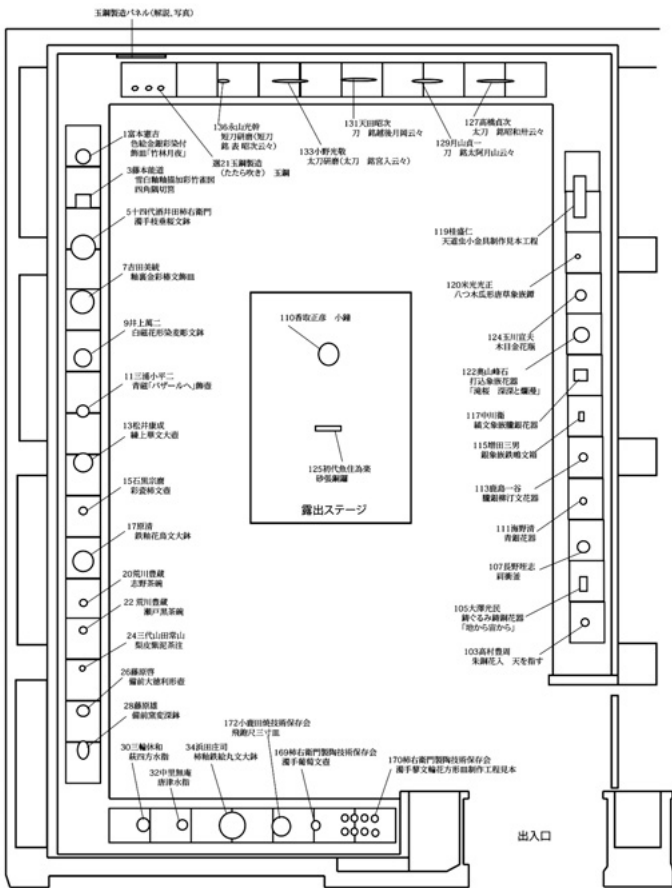 玉鋼製造パネル(解説、写真)
136永山光幹
短刀研磨(短刀
銘 表 昭次云々)
選21玉鋼製造
(たたら吹き) 玉鋼
133小野光敬
太刀研磨(太刀 銘宮入云々)
131天田昭次
刀 銘越後月岡云々
129月山貞一
刀 銘太阿月山云々
127高橋貞次
太刀 銘昭和舟云々
1富本憲吉
色絵金銀彩染付
飾皿「竹林月夜」
3藤本能道
雪白釉釉描加彩竹雀図
四角隅切筥
5十四代酒井田柿右衛門
濁手枝垂桜文鉢
7吉田美統
釉裏金彩椿文飾皿
9井上萬二
白磁花形染麦彫文鉢
11三浦小平二
青磁「バザールへ」飾壺
13松井康成
練上華文大壺
15石黒宗麿
彩瓷柿文壺
17原清
鉄釉花鳥文大鉢
20荒川豊蔵
志野茶碗
22 荒川豊蔵
瀬戸黒茶碗
24三代山田常山
梨皮紫泥茶注
26藤原啓
備前大徳利形壺
28藤原雄
備前窯変深鉢
30三輪休和
萩四方水指
32中里無庵
唐津水指
34浜田庄司
柿釉鉄絵丸文大鉢
172小鹿田焼技術保存会
飛鉋尺三寸皿
169柿右衛門製陶技術保存会
濁手葡萄文壺
170柿右衛門製陶技術保存会
濁手蓼文輪花方形皿制作工程見本
110香取正彦 小鐘
125初代魚住為楽
砂張銅鑼
露出ステージ
119桂盛仁
天道虫小金具制作見本工程
120米光光正
八つ木瓜形唐草象嵌鐔
124玉川宣夫
木目金花瓶
122奥山峰石
打込象嵌花器
「滝桜 深深と爛漫」
117中川衛
縞文象嵌朧銀花器
115増田三男
銀象嵌鉄鴫文箱
113鹿島一谷
朧銀柳汀文花器
111海野清
青銀花器
107長野垤志
肩衝釜
105大澤光民
鋳ぐるみ鋳銅花器
「地から宙から」
103高村豊周
朱銅花入 天を指す
出入口